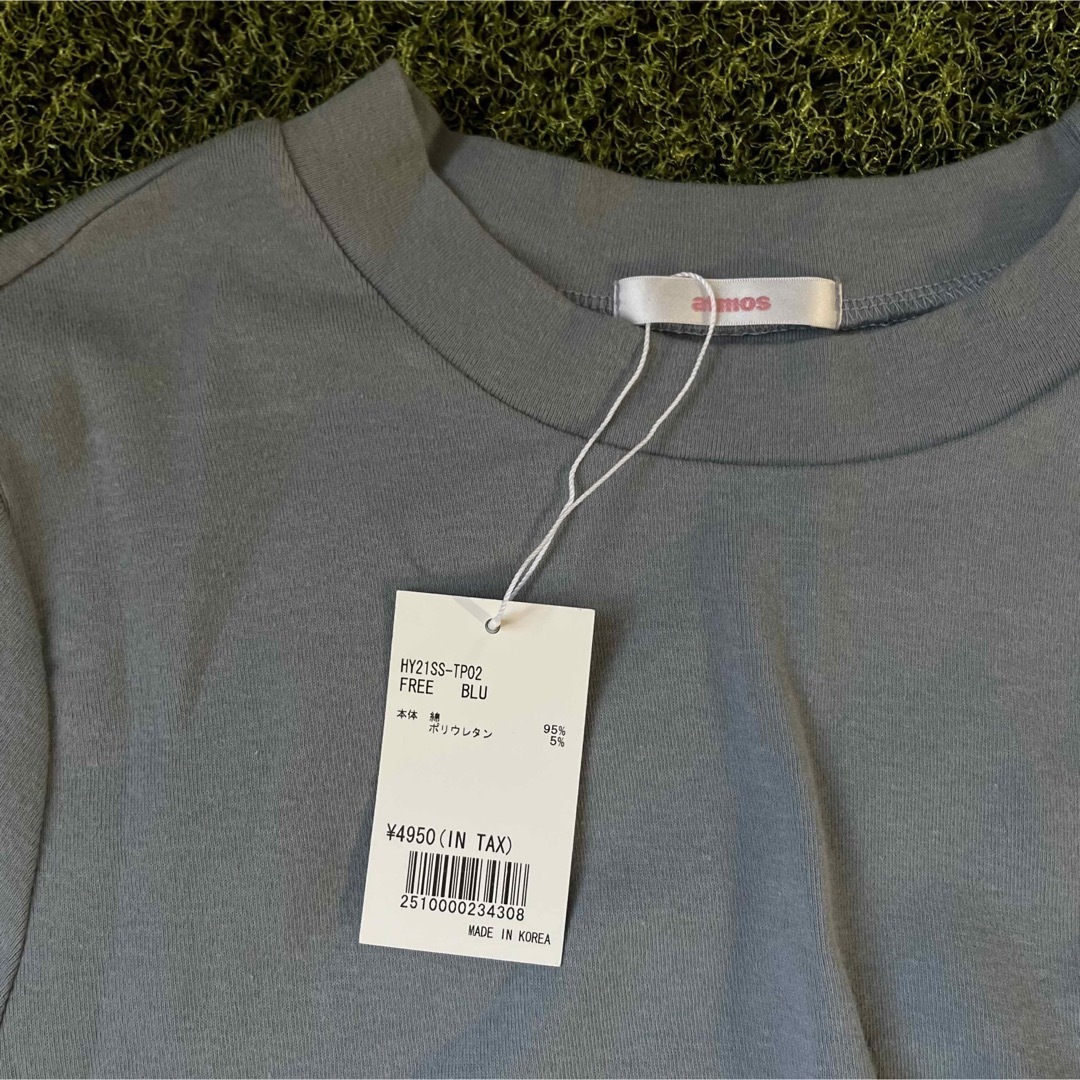 atmos
HY21SS-TP02
FREE BLU
本体 綿 95%
ポリウレタン 5%
¥4950(IN TAX)
2510000234308
MADE IN KOREA